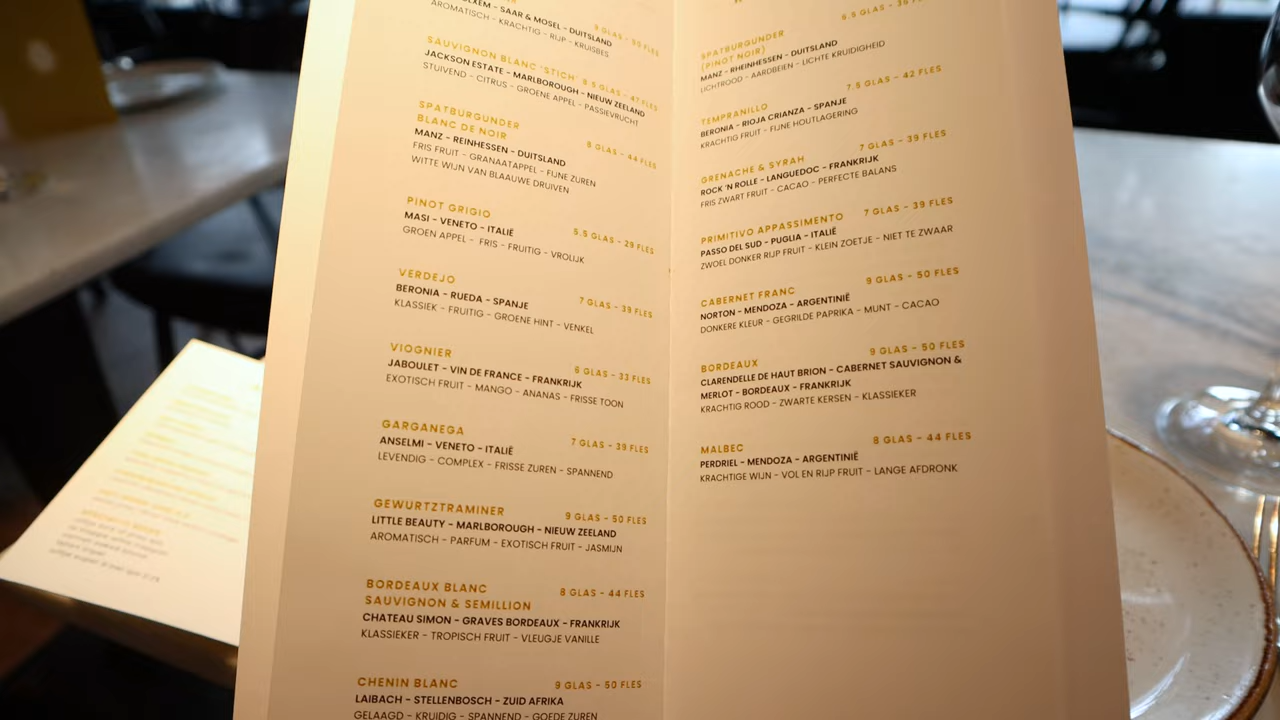 9 GLAS - 50 FLES
SAAR & MOSEL - DUITSLAND
AROMATISCH - KRACHTIG - RIJP - KRUISBES
SAUVIGNON BLANC 'STICH' 8.5 GLAS - 47 FLES
JACKSON ESTATE - MARLBOROUGH - NIEUW ZEELAND
STUIVEND - CITRUS - GROENE APPEL - PASSIEVRUCHT
SPATBURGUNDER
BLANC DE NOIR 8 GLAS - 44 FLES
MANZ - REINHESSEN - DUITSLAND
FRIS FRUIT - GRANAATAPPEL - FIJNE ZUREN
WITTE WIJN VAN BLAAUWE DRUIVEN
PINOT GRIGIO 5.5 GLAS - 29 FLES
MASI - VENETO - ITALIË
GROEN APPEL - FRIS - FRUITIG - VROLIJK
VERDEJO 7 GLAS - 39 FLES
BERONIA - RUEDA - SPANJE
KLASSIEK - FRUITIG - GROENE HINT - VENKEL
VIOGNIER 6 GLAS - 33 FLES
JABOULET - VIN DE FRANCE - FRANKRIJK
EXOTISCH FRUIT - MANGO - ANANAS - FRISSE TOON
GARGANEGA 7 GLAS - 39 FLES
ANSELMI - VENETO - ITALIË
LEVENDIG - COMPLEX - FRISSE ZUREN - SPANNEND
GEWURTZTRAMINER 9 GLAS - 50 FLES
LITTLE BEAUTY - MARLBOROUGH - NIEUW ZEELAND
AROMATISCH - PARFUM - EXOTISCH FRUIT - JASMIJN
BORDEAUX BLANC 8 GLAS - 44 FLES
SAUVIGNON & SEMILLION
CHATEAU SIMON - GRAVES BORDEAUX - FRANKRIJK
KLASSIEKER - TROPISCH FRUIT - VLEUGJE VANILLE
CHENIN BLANC 9 GLAS - 50 FLES
LAIBACH - STELLENBOSCH - ZUID AFRIKA
GELAAGD - KRUIDIG - SPANNEND - GOEDE ZUREN
SPATBURGUNDER
(PINOT NOIR)
MANZ - RHEINHESSEN - DUITSLAND
LICHTROOD - AARDBEIEN - LICHTE KRUIDIGHEID
TEMPRANILLO 7.5 GLAS - 42 FLES
BERONIA - RIOJA CRIANZA - SPANJE
KRACHTIG FRUIT - FIJNE HOUTLAGERING
GRENACHE & SYRAH 7 GLAS - 39 FLES
ROCK 'N ROLLE - LANGUEDOC - FRANKRIJK
FRIS ZWART FRUIT - CACAO - PERFECTE BALANS
PRIMITIVO APPASSIMENTO 7 GLAS - 39 FLES
PASSO DEL SUD - PUGLIA - ITALIË
ZWOEL DONKER RIJP FRUIT - KLEIN ZOETJE - NIET TE ZWAAR
CABERNET FRANC 9 GLAS - 50 FLES
NORTON - MENDOZA - ARGENTINIË
DONKERE KLEUR - GEGRILDE PAPRIKA - MUNT - CACAO
BORDEAUX 9 GLAS - 50 FLES
CLARENDELLE DE HAUT BRION - CABERNET SAUVIGNON &
MERLOT - BORDEAUX - FRANKRIJK
KRACHTIG ROOD - ZWARTE KERSEN - KLASSIEKER
MALBEC 8 GLAS - 44 FLES
PERDRIEL - MENDOZA - ARGENTINIË
KRACHTIGE WIJN - VOL EN RIJP FRUIT - LANGE AFDRONK